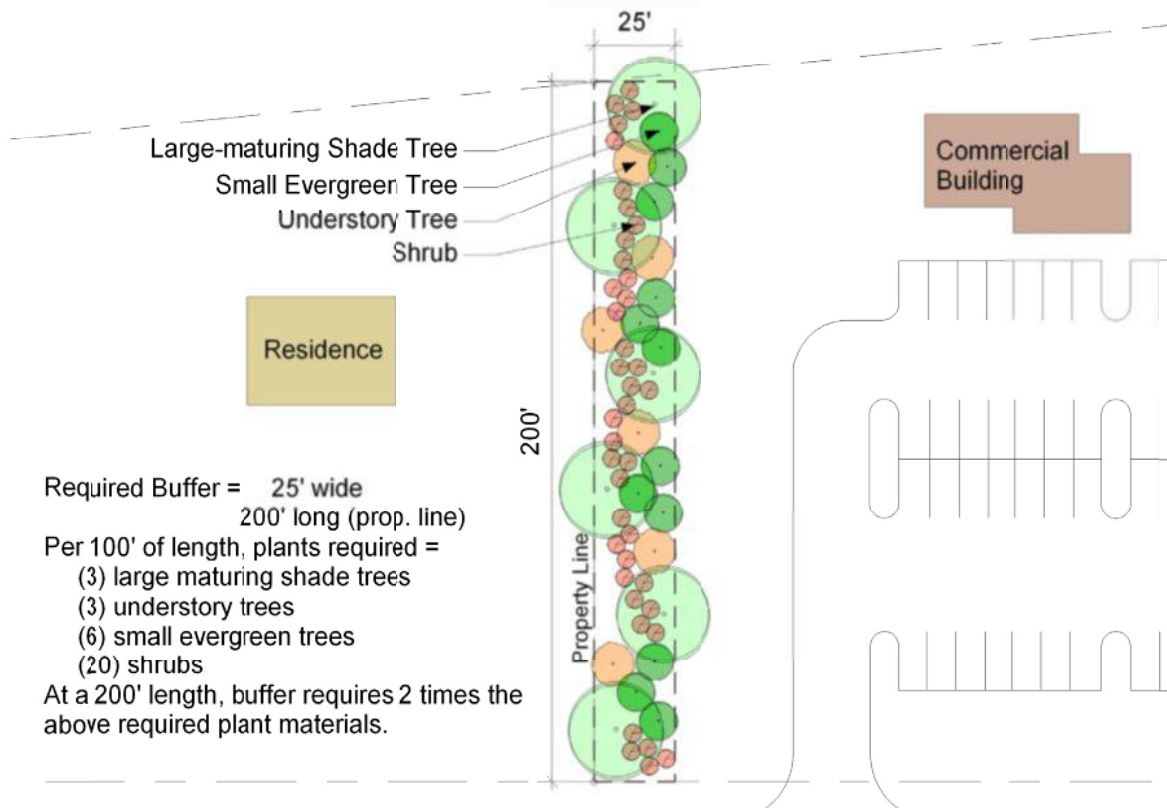 25'
Large-maturing Shade Tree
Small Evergreen Tree
Understory Tree
Shrub
Commercial
Building
Residence
200'
Property Line
Required Buffer = 25' wide
200' long (prop. line)
Per 100' of length, plants required =
(3) large maturing shade trees
(3) understory trees
(6) small evergreen trees
(20) shrubs
At a 200' length, buffer requires 2 times the
above required plant materials.